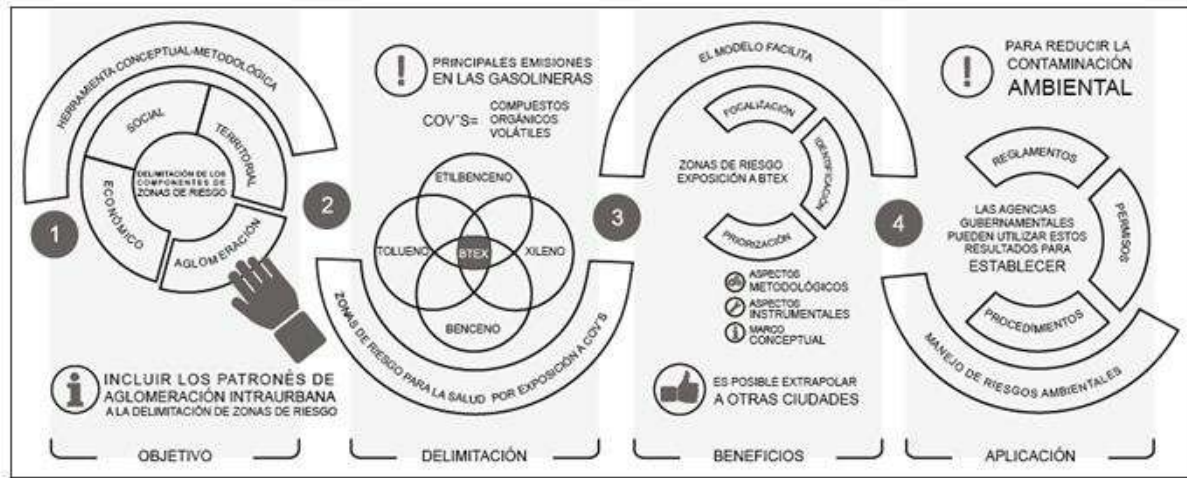 HERRAMIENTA CONCEPTUAL-METODOLÓGICA
SOCIAL
TERRITORIAL
ECONÓMICO
AGLOMERACIÓN
DELIMITACIÓN DE LOS
COMPONENTES DE
ZONAS DE RIESGO
1
INCLUIR LOS PATRONES DE
AGLOMERACIÓN INTRAURBANA
A LA DELIMITACIÓN DE ZONAS DE RIESGO
OBJETIVO
2
PRINCIPALES EMISIONES
EN LAS GASOLINERAS
COV´S=
COMPUESTOS
ORGÁNICOS
VOLÁTILES
ETILBENCENO
TOLUENO
BTEX
XILENO
BENCENO
ZONAS DE RIESGO PARA LA SALUD POR EXPOSICIÓN A COV´S
DELIMITACIÓN
3
EL MODELO FACILITA
FOCALITACIÓN
IDENTIFICACIÓN
PRIORIZACIÓN
ZONAS DE RIESGO
EXPOSICIÓN A BTEX
ASPECTOS
METODOLÓGICOS
ASPECTOS
INSTRUMENTALES
MARCO
CONCEPTUAL
ES POSIBLE EXTRAPOLAR
A OTRAS CIUDADES
BENEFICIOS
4
PARA REDUCIR LA
CONTAMINACIÓN
AMBIENTAL
REGLAMENTOS
PERMISOS
PROCEDIMIENTOS
LAS AGENCIAS
GUBERNAMENTALES
PUEDEN UTILIZAR ESTOS
RESULTADOS PARA
ESTABLECER
MANEJO DE RIESGOS AMBIENTALES
APLICACIÓN